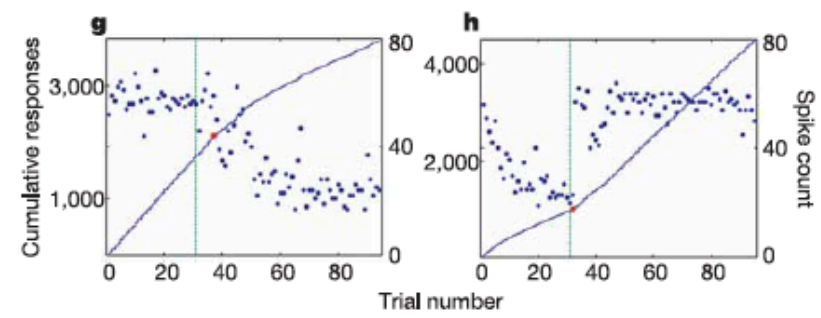 g
h
Cumulative responses
3,000
1,000
80
40
0
0 20 40 60 80
4,000
2,000
80
40
0
0 20 40 60 80
Spike count
Trial number